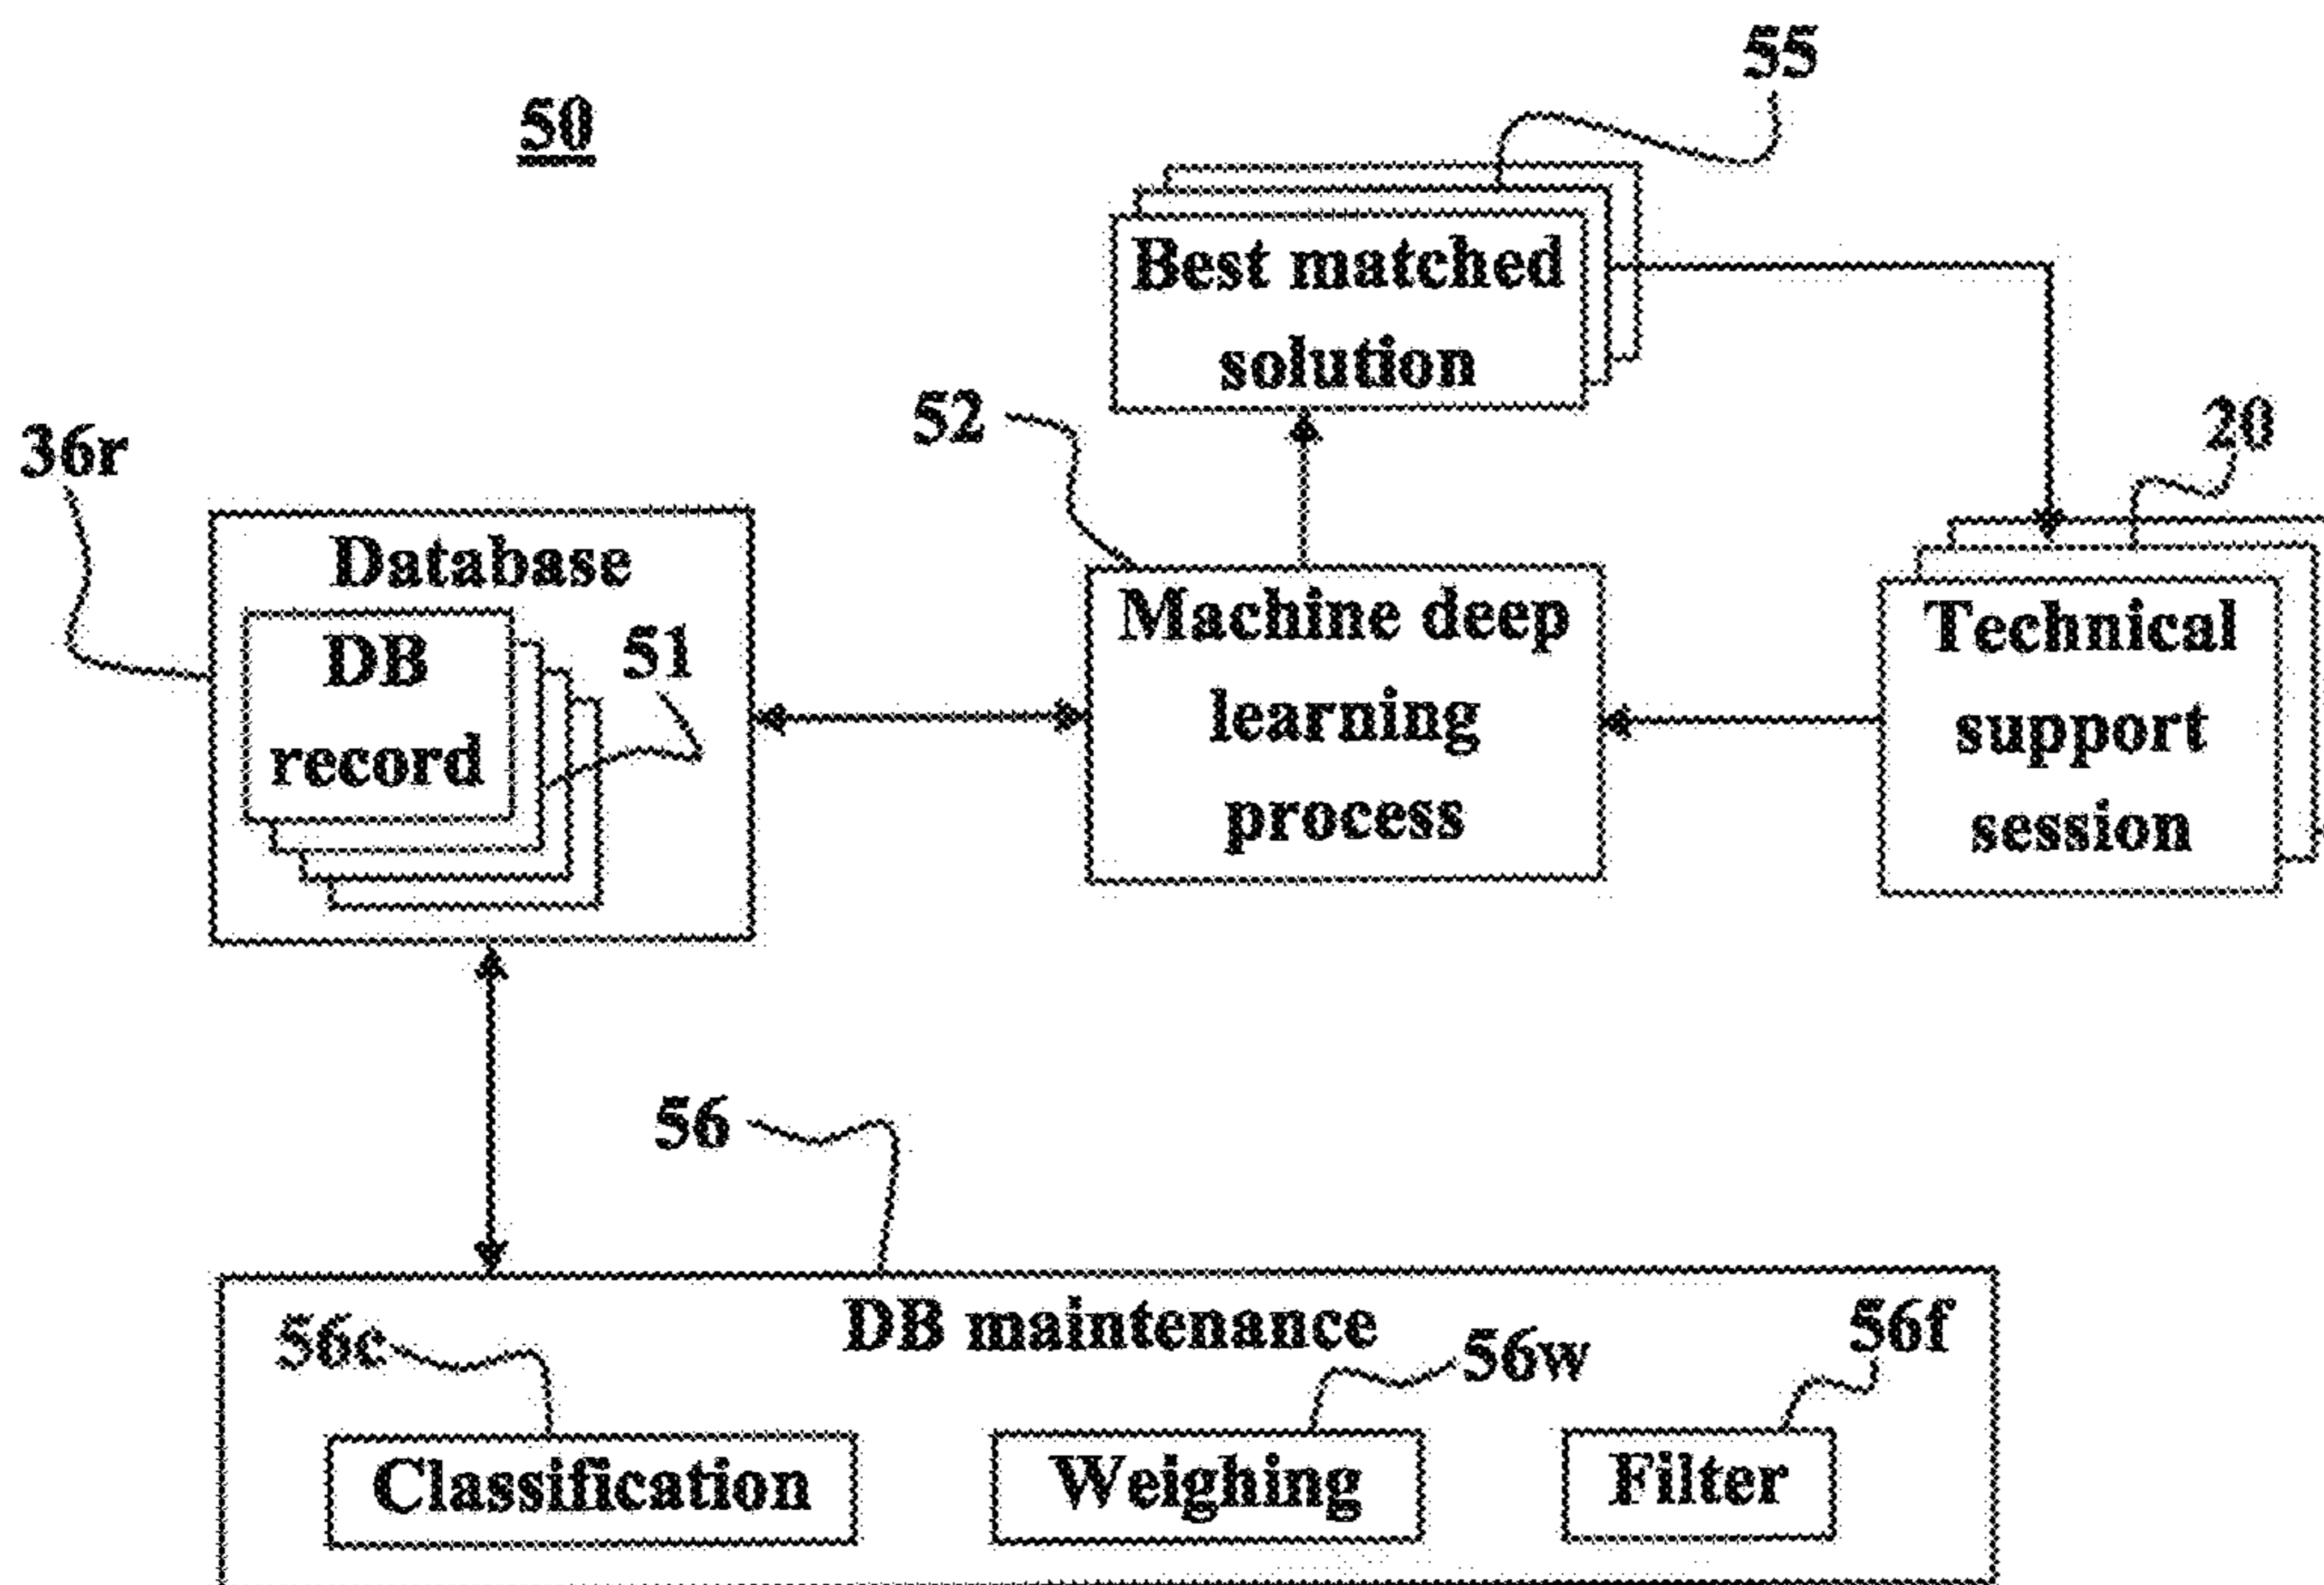 55
50
Best matched
solution
52
20
36r
Database
DB
record
51
Machine deep
learning
process
Technical
support
session
56
DB maintenance
56c
56w
56f
Classification
Weighing
Filter